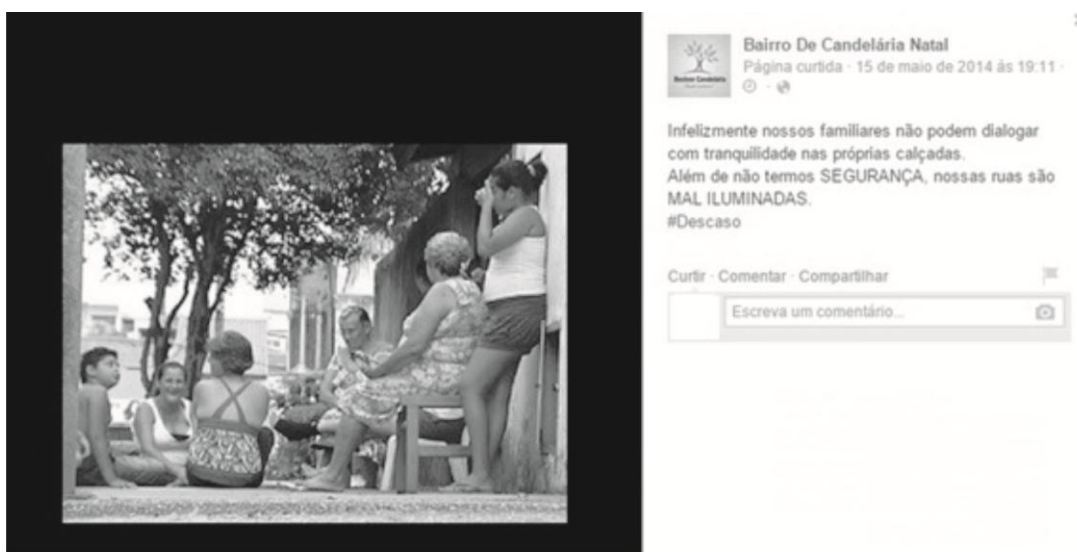 Bairro De Candelária Natal
Página curtida · 15 de maio de 2014 às 19:11 ·
Infelizmente nossos familiares não podem dialogar
com tranquilidade nas próprias calçadas.
Além de não termos SEGURANÇA, nossas ruas são
MAL ILUMINADAS.
#Descaso
Curtir · Comentar · Compartilhar
Escreva um comentário...